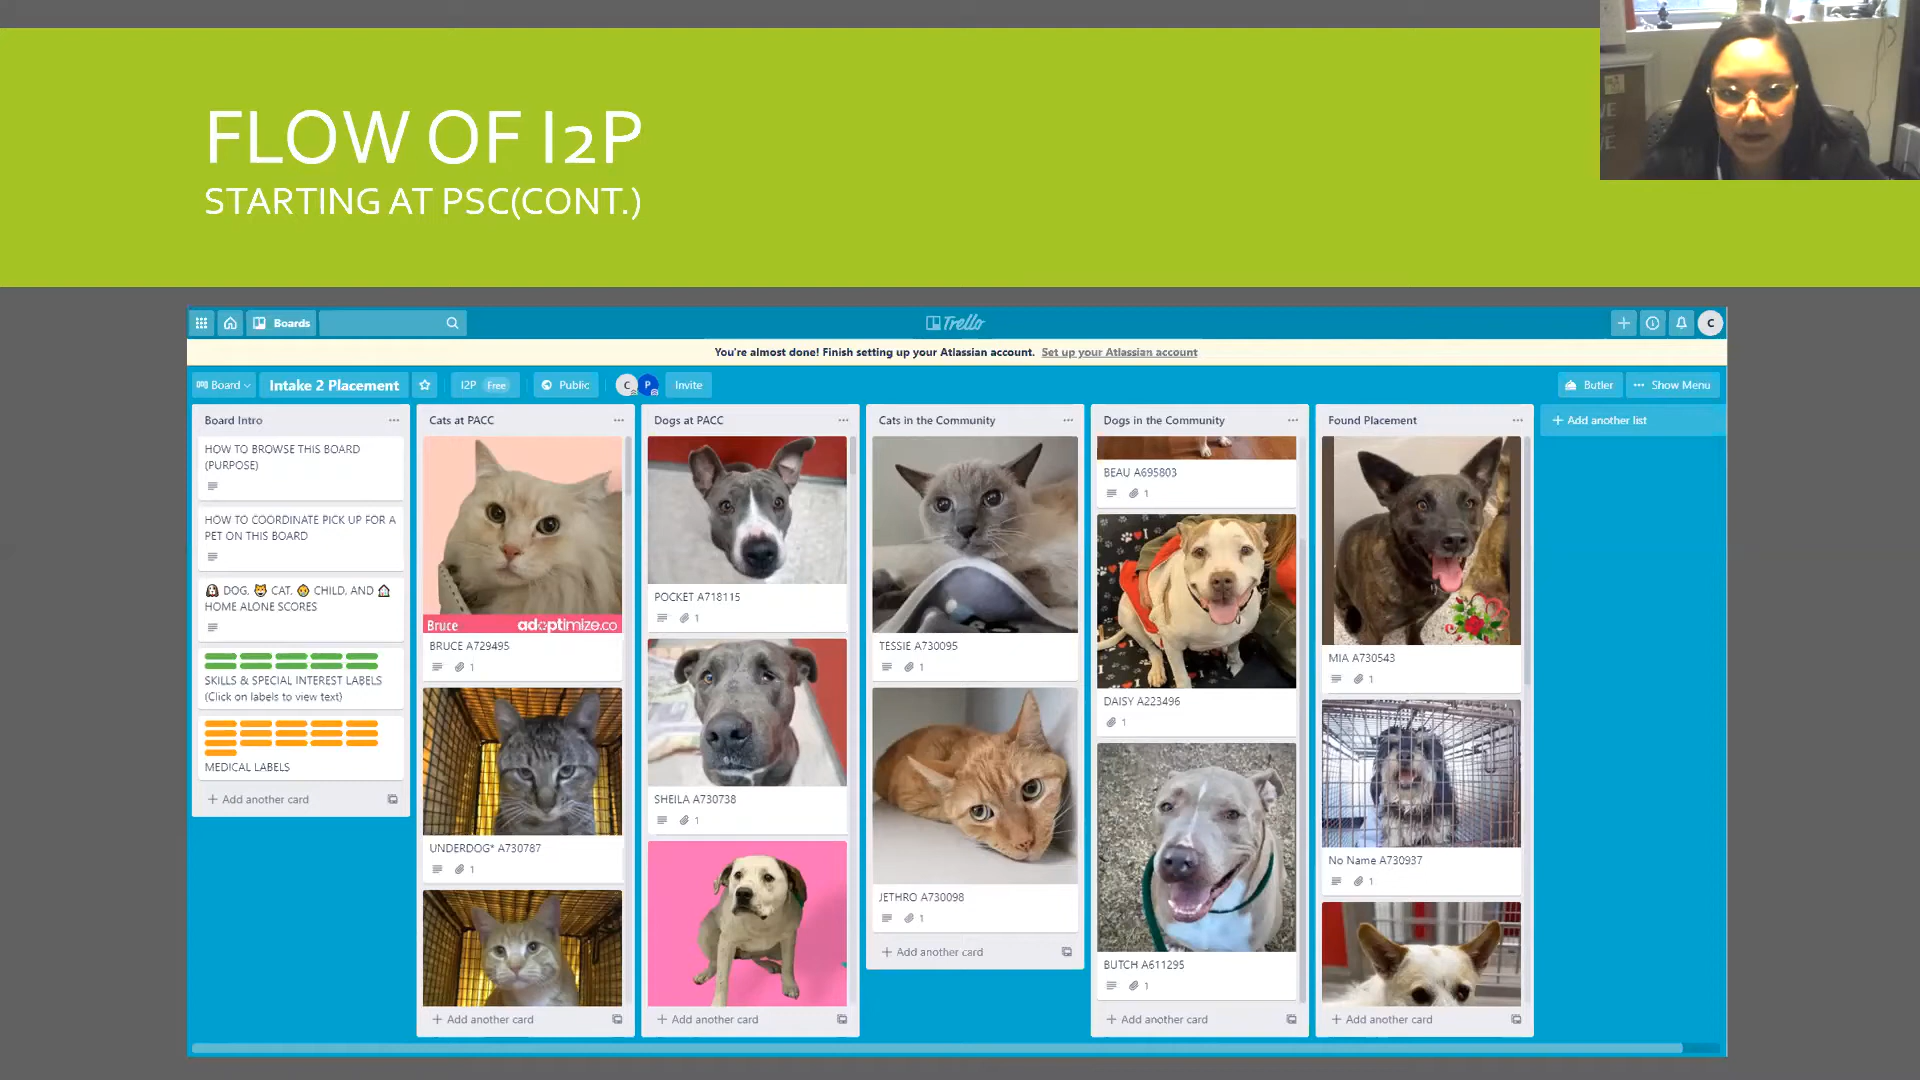 FLOW OF I2P
STARTING AT PSC(CONT.)
Boards
Trello
C
You're almost done! Finish setting up your Atlassian account. Set up your Atlassian account
Board
Intake 2 Placement
I2P Free
Public
C
P
Invite
Butler
Show Menu
Board Intro
HOW TO BROWSE THIS BOARD
(PURPOSE)
HOW TO COORDINATE PICK UP FOR A
PET ON THIS BOARD
DOG, CAT, CHILD, AND
HOME ALONE SCORES
SKILLS & SPECIAL INTEREST LABELS
(Click on labels to view text)
MEDICAL LABELS
+ Add another card
Cats at PACC
Bruce
adoptimize.co
BRUCE A729495
1
UNDERDOG* A730787
1
+ Add another card
Dogs at PACC
POCKET A718115
1
SHEILA A730738
1
+ Add another card
Cats in the Community
TESSIE A730095
1
JETHRO A730098
1
+ Add another card
Dogs in the Community
BEAU A695803
1
DAISY A223496
1
BUTCH A611295
1
+ Add another card
Found Placement
MIA A730543
1
No Name A730937
1
+ Add another card
+ Add another list